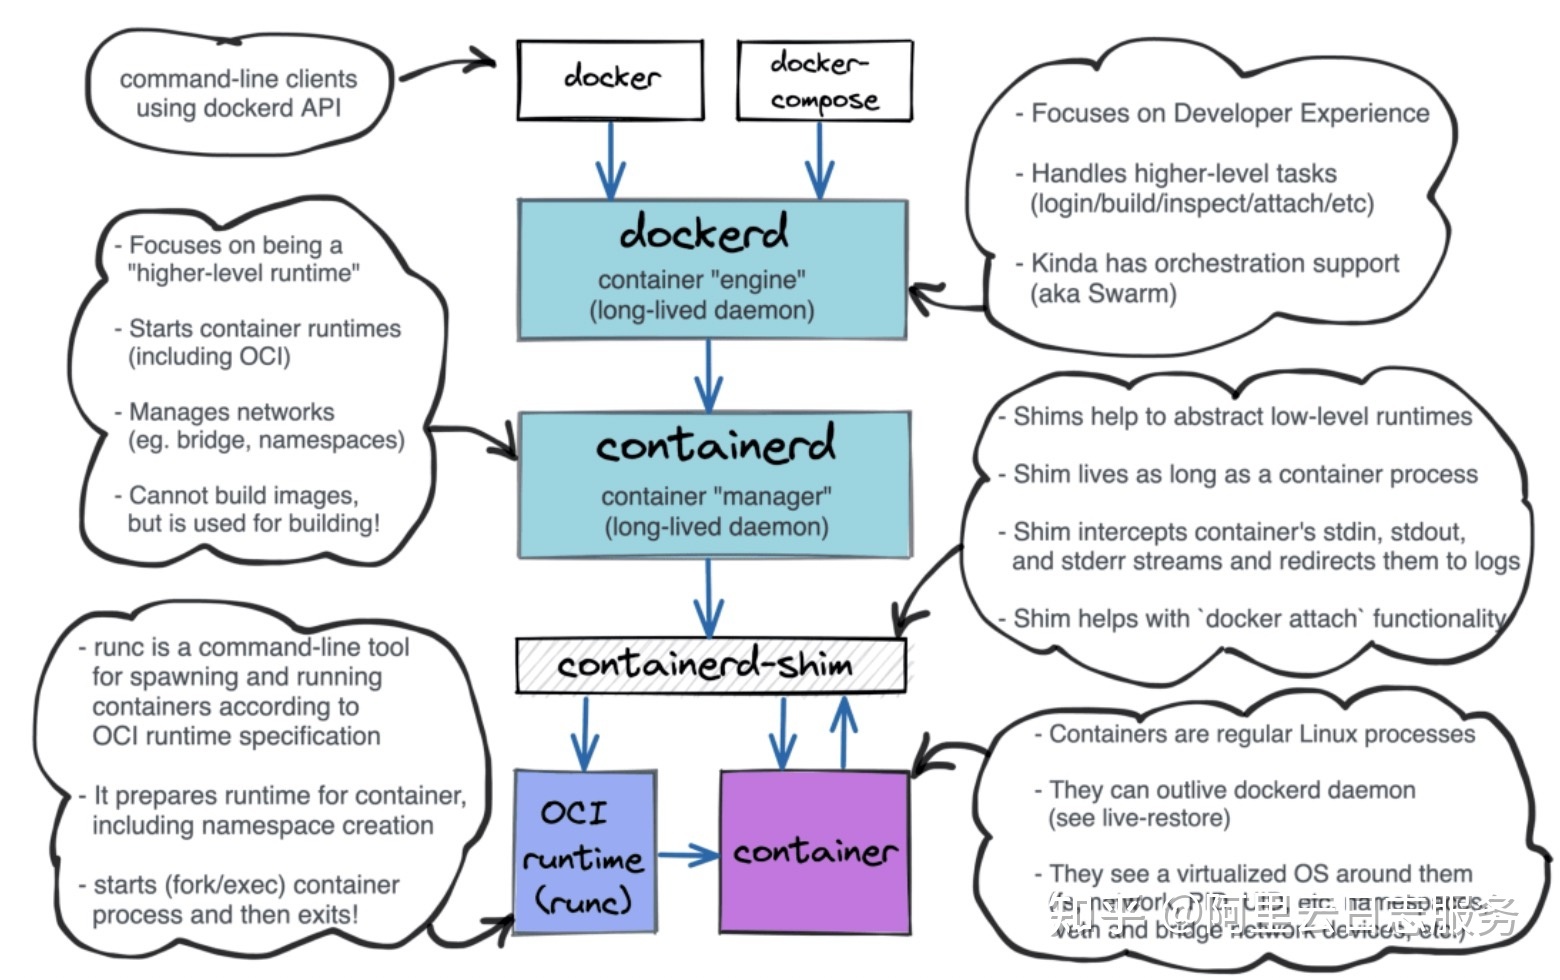 command-line clients
using dockerd API
docker
docker-
compose
- Focuses on Developer Experience
- Handles higher-level tasks
(login/build/inspect/attach/etc)
- Kinda has orchestration support
(aka Swarm)
dockerd
container "engine"
(long-lived daemon)
- Focuses on being a
"higher-level runtime"
- Starts container runtimes
(including OCI)
- Manages networks
(eg. bridge, namespaces)
- Cannot build images,
but is used for building!
containerd
container "manager"
(long-lived daemon)
- Shims help to abstract low-level runtimes
- Shim lives as long as a container process
- Shim intercepts container's stdin, stdout,
and stderr streams and redirects them to logs
- Shim helps with `docker attach` functionality
containerd-shim
- runc is a command-line tool
for spawning and running
containers according to
OCI runtime specification
- It prepares runtime for container,
including namespace creation
- starts (fork/exec) container
process and then exits!
OCI
runtime
(runc)
container
- Containers are regular Linux processes
- They can outlive dockerd daemon
(see live-restore)
- They see a virtualized OS around them
network, PID, etc. namespaces,
veth and bridge network devices, etc.)
知乎 @阿里云日志服务